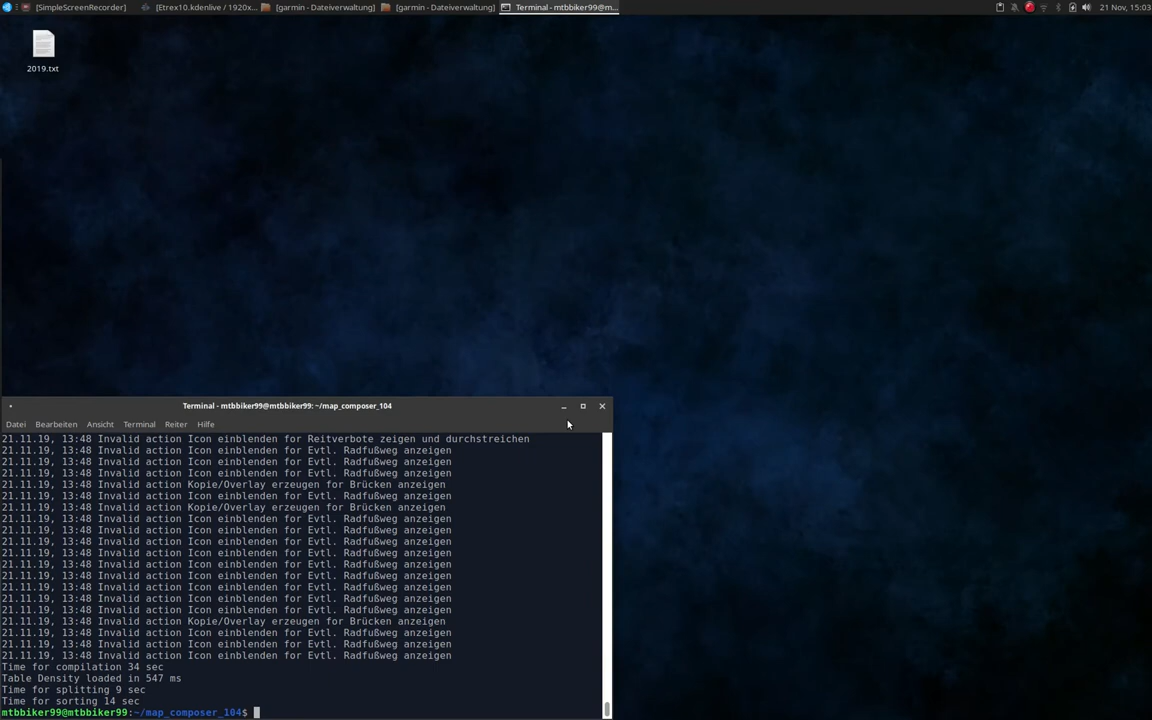 [SimpleScreenRecorder]
[Etrex10.kdenlive / 1920x...
[garmin - Dateiverwaltung]
[garmin - Dateiverwaltung]
Terminal - mtbbiker99@m...
21 Nov, 15:03
2019.txt
Terminal - mtbbiker99@mtbbiker99: ~/map_composer_104
Datei Bearbeiten Ansicht Terminal Reiter Hilfe
21.11.19, 13:48 Invalid action Icon einblenden for Reitverbote zeigen und durchstreichen
21.11.19, 13:48 Invalid action Icon einblenden for Evtl. Radfußweg anzeigen
21.11.19, 13:48 Invalid action Icon einblenden for Evtl. Radfußweg anzeigen
21.11.19, 13:48 Invalid action Icon einblenden for Evtl. Radfußweg anzeigen
21.11.19, 13:48 Invalid action Kopie/Overlay erzeugen for Brücken anzeigen
21.11.19, 13:48 Invalid action Icon einblenden for Evtl. Radfußweg anzeigen
21.11.19, 13:48 Invalid action Kopie/Overlay erzeugen for Brücken anzeigen
21.11.19, 13:48 Invalid action Icon einblenden for Evtl. Radfußweg anzeigen
21.11.19, 13:48 Invalid action Icon einblenden for Evtl. Radfußweg anzeigen
21.11.19, 13:48 Invalid action Icon einblenden for Evtl. Radfußweg anzeigen
21.11.19, 13:48 Invalid action Icon einblenden for Evtl. Radfußweg anzeigen
21.11.19, 13:48 Invalid action Icon einblenden for Evtl. Radfußweg anzeigen
21.11.19, 13:48 Invalid action Icon einblenden for Evtl. Radfußweg anzeigen
21.11.19, 13:48 Invalid action Icon einblenden for Evtl. Radfußweg anzeigen
21.11.19, 13:48 Invalid action Icon einblenden for Evtl. Radfußweg anzeigen
21.11.19, 13:48 Invalid action Icon einblenden for Evtl. Radfußweg anzeigen
21.11.19, 13:48 Invalid action Kopie/Overlay erzeugen for Brücken anzeigen
21.11.19, 13:48 Invalid action Icon einblenden for Evtl. Radfußweg anzeigen
21.11.19, 13:48 Invalid action Icon einblenden for Evtl. Radfußweg anzeigen
21.11.19, 13:48 Invalid action Icon einblenden for Evtl. Radfußweg anzeigen
Time for compilation 34 sec
Table Density loaded in 547 ms
Time for splitting 9 sec
Time for sorting 14 sec
mtbbiker99@mtbbiker99:~/map_composer_104$